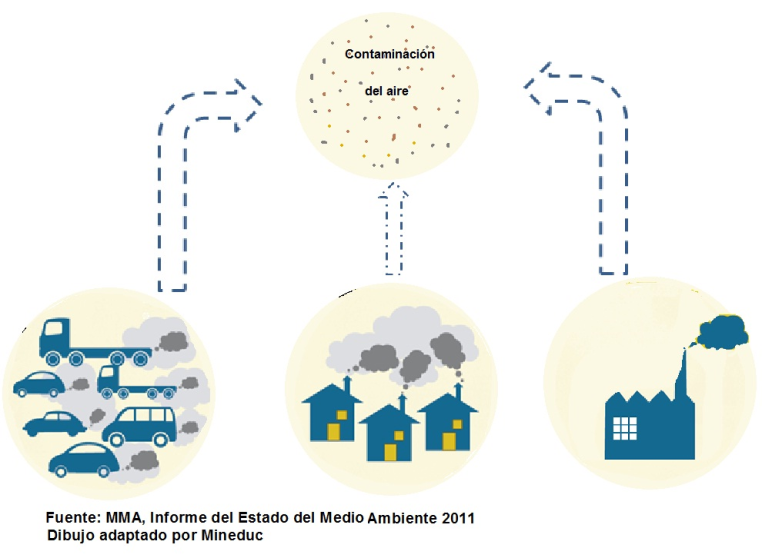 Contaminación
del aire
Fuente: MMA, Informe del Estado del Medio Ambiente 2011
Dibujo adaptado por Mineduc